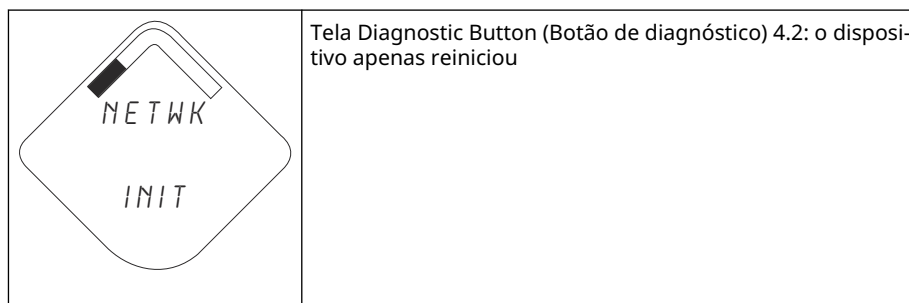 NETWK
INIT
Tela Diagnostic Button (Botão de diagnóstico) 4.2: o disposi-
tivo apenas reiniciou